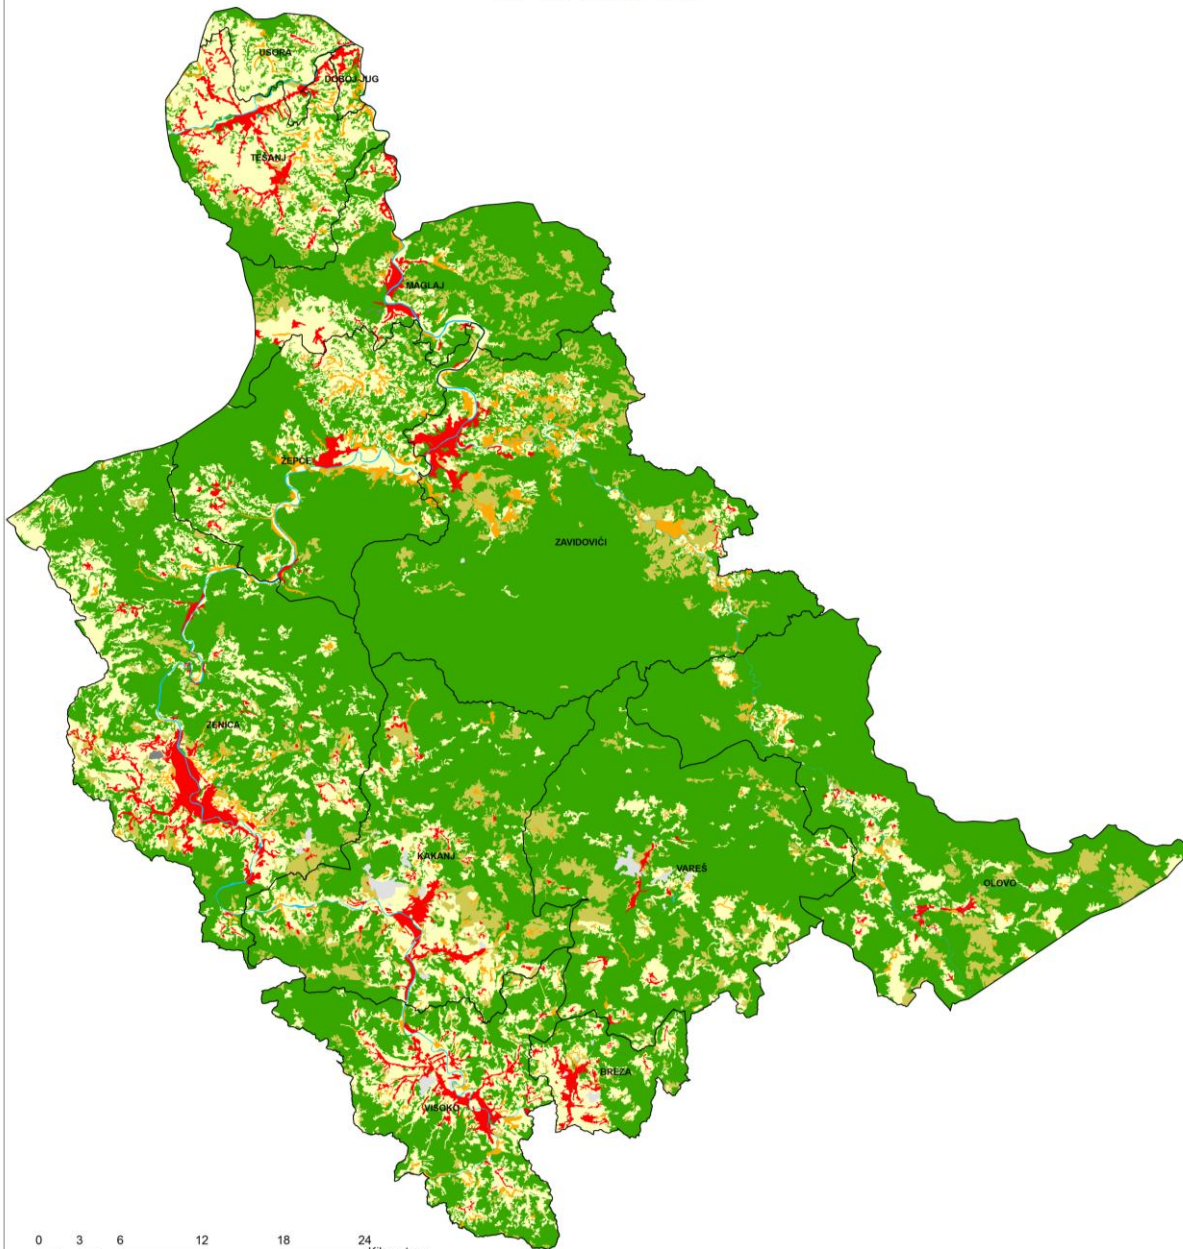 USORA
DOBOJ JUG
TEŠANJ
MAGLAJ
ŽEPČE
ZAVIDOVIĆI
ZENICA
KAKANJ
VAREŠ
OLOVO
BREZA
VISOKO
0 3 6 12 18 24